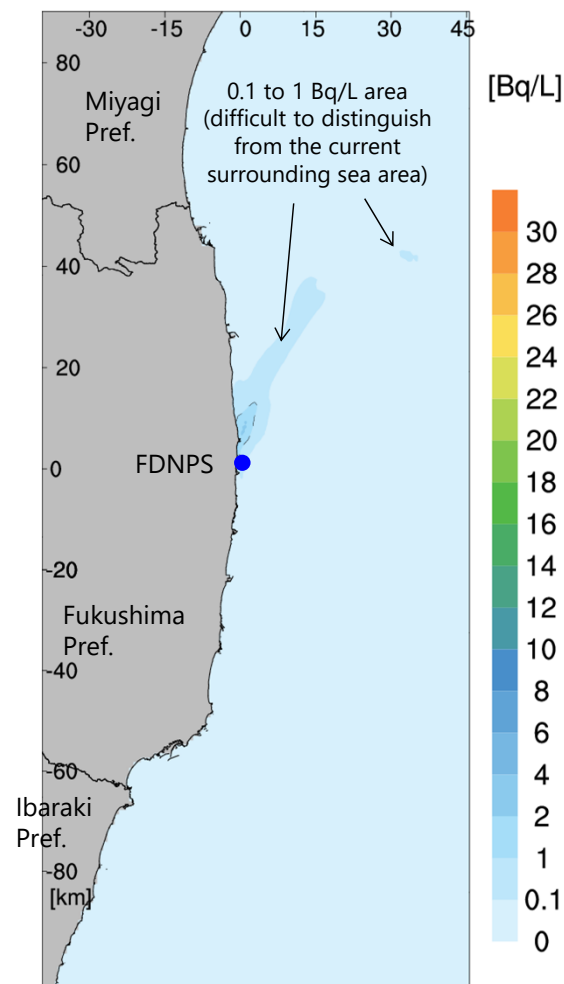 -30 -15 0 15 30 45
[Bq/L]
80
Miyagi
Pref.
0.1 to 1 Bq/L area
(difficult to distinguish
from the current
surrounding sea area)
60
40
20
FDNPS
0
-20
Fukushima
Pref.
-40
-60
Ibaraki
Pref.
-80
[km]
30
28
26
24
22
20
18
16
14
12
10
8
6
4
2
1
0.1
0